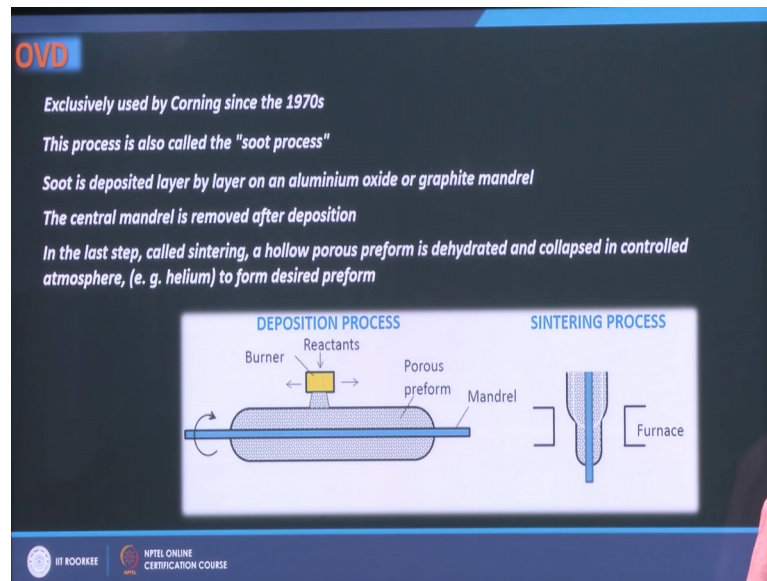 OVD
Exclusively used by Corning since the 1970s
This process is also called the "soot process"
Soot is deposited layer by layer on an aluminium oxide or graphite mandrel
The central mandrel is removed after deposition
In the last step, called sintering, a hollow porous preform is dehydrated and collapsed in controlled
atmosphere, (e. g. helium) to form desired preform
DEPOSITION PROCESS
SINTERING PROCESS
Reactants
Burner
Porous
preform
Mandrel
Furnace
IIT ROORKEE
NPTEL ONLINE
CERTIFICATION COURSE
NPTEL